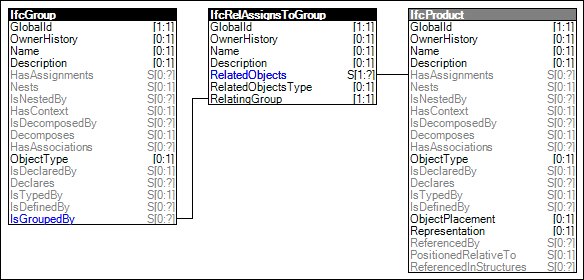 IfcGroup
GlobalId [1:1]
OwnerHistory [0:1]
Name [0:1]
Description [0:1]
HasAssignments S[0:?]
Nests S[0:1]
IsNestedBy S[0:?]
HasContext S[0:1]
IsDecomposedBy S[0:?]
Decomposes S[0:1]
HasAssociations S[0:?]
ObjectType [0:1]
IsDeclaredBy S[0:1]
Declares S[0:?]
IsTypedBy S[0:1]
IsDefinedBy S[0:?]
IsGroupedBy S[0:?]
IfcRelAssignsToGroup
GlobalId [1:1]
OwnerHistory [0:1]
Name [0:1]
Description [0:1]
RelatedObjects S[1:?]
RelatedObjectsType [0:1]
RelatingGroup [1:1]
IfcProduct
GlobalId [1:1]
OwnerHistory [0:1]
Name [0:1]
Description [0:1]
HasAssignments S[0:?]
Nests S[0:1]
IsNestedBy S[0:?]
HasContext S[0:1]
IsDecomposedBy S[0:?]
Decomposes S[0:1]
HasAssociations S[0:?]
ObjectType [0:1]
IsDeclaredBy S[0:1]
Declares S[0:?]
IsTypedBy S[0:1]
IsDefinedBy S[0:?]
ObjectPlacement [0:1]
Representation [0:1]
ReferencedBy S[0:?]
PositionedRelativeTo S[0:?]
ReferencedInStructures S[0:?]